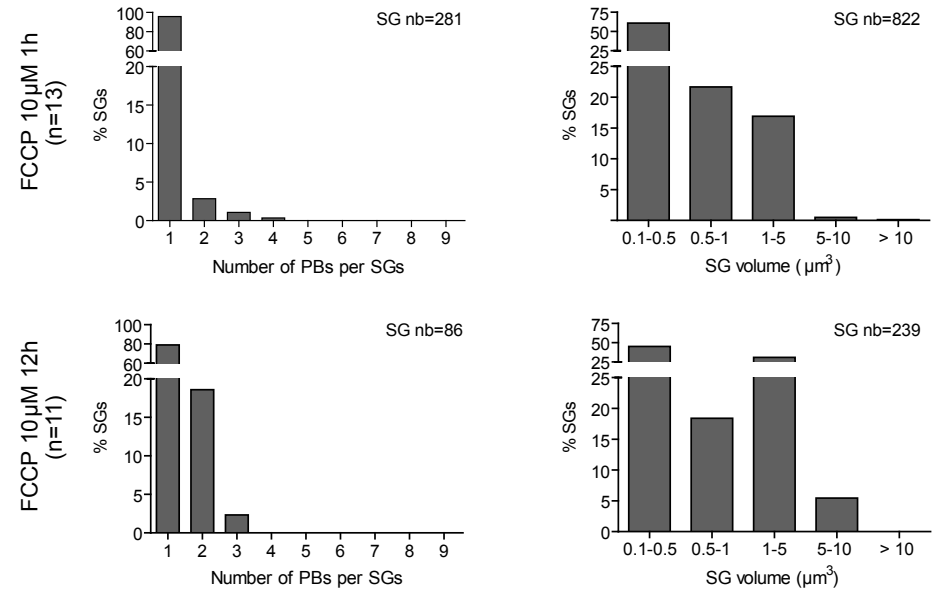 FCCP 10 µM 1h
(n=13)
SG nb=281
% SGs
100
80
60
20
15
10
5
0
1 2 3 4 5 6 7 8 9
Number of PBs per SGs
SG nb=822
% SGs
75
50
25
25
20
15
10
5
0.1-0.5 0.5-1 1-5 5-10 > 10
SG volume (µm³)
FCCP 10 µM 12h
(n=11)
SG nb=86
% SGs
100
80
60
20
15
10
5
0
1 2 3 4 5 6 7 8 9
Number of PBs per SGs
SG nb=239
% SGs
75
50
25
25
20
15
10
5
0
0.1-0.5 0.5-1 1-5 5-10 > 10
SG volume (µm³)